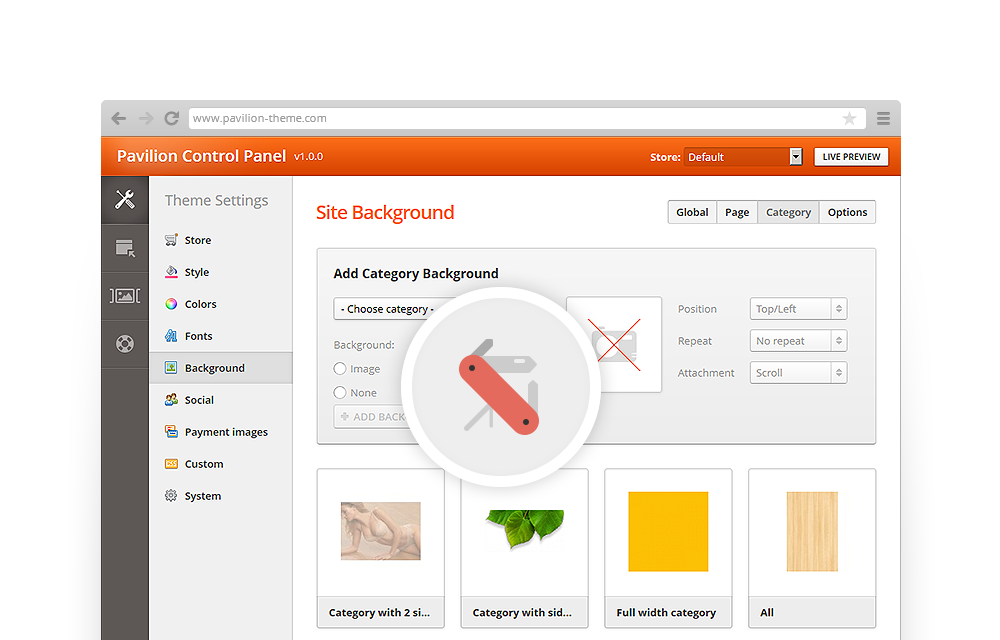 www.pavilion-theme.com
Pavilion Control Panel v1.0.0
Store: Default LIVE PREVIEW
Theme Settings
Store
Style
Colors
Fonts
Background
Social
Payment images
Custom
System
Site Background
Global Page Category Options
Add Category Background
- Choose category -
Background:
Image
None
ADD BACK
Position Top/Left
Repeat No repeat
Attachment Scroll
Category with 2 si...
Category with sid...
Full width category
All